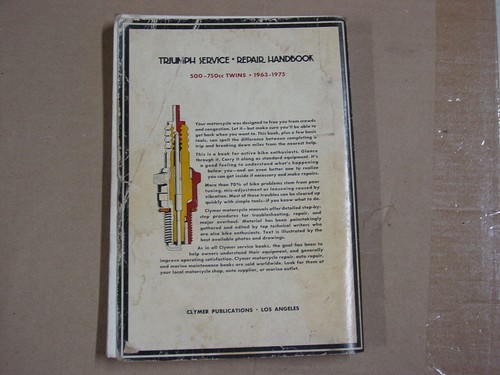 TRIUMPH SERVICE • REPAIR HANDBOOK
500-750cc TWINS • 1963-1975
Your motorcycle was designed to free you from crowds
and congestion. Let it—but make sure you'll be able to
get back when you want to. This book, plus a few basic
tools, can spell the difference between completing a
trip and breaking down miles from the nearest help.
This is a book for active bike enthusiasts. Glance
through it. Carry it along as standard equipment. It's
a good feeling to understand what's happening
below you—and an even better one to realize
you can get inside if necessary and make repairs.
More than 70% of bike problems stem from poor
tuning, mis-adjustment or loosening caused by
vibration. Most of these troubles can be cleared up
quickly with simple tools—if you know what to do.
Clymer motorcycle manuals offer detailed step-by-
step procedures for troubleshooting, repair, and
major overhaul. Material has been painstakingly
gathered and edited by top technical writers who
are also bike enthusiasts. Text is illustrated by the
best available photos and drawings.
As in all Clymer service books, the goal has been to
help owners understand their equipment, and generally
improve operating satisfaction. Clymer motorcycle repair, auto repair,
and marine maintenance books are sold worldwide. Look for them at
your local motorcycle shop, auto supplier, or marine outlet.
CLYMER PUBLICATIONS • LOS ANGELES